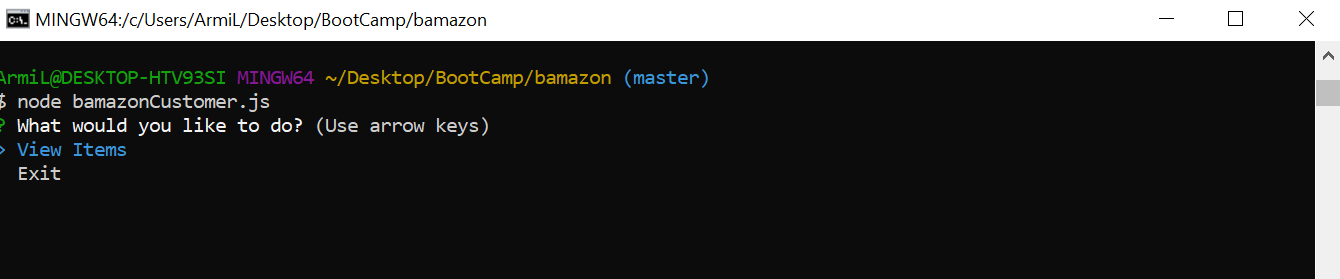 MINGW64:/c/Users/ArmiL/Desktop/BootCamp/bamazon
ArmiL@DESKTOP-HTV93SI MINGW64 ~/Desktop/BootCamp/bamazon (master)
$ node bamazonCustomer.js
? What would you like to do? (Use arrow keys)
> View Items
Exit